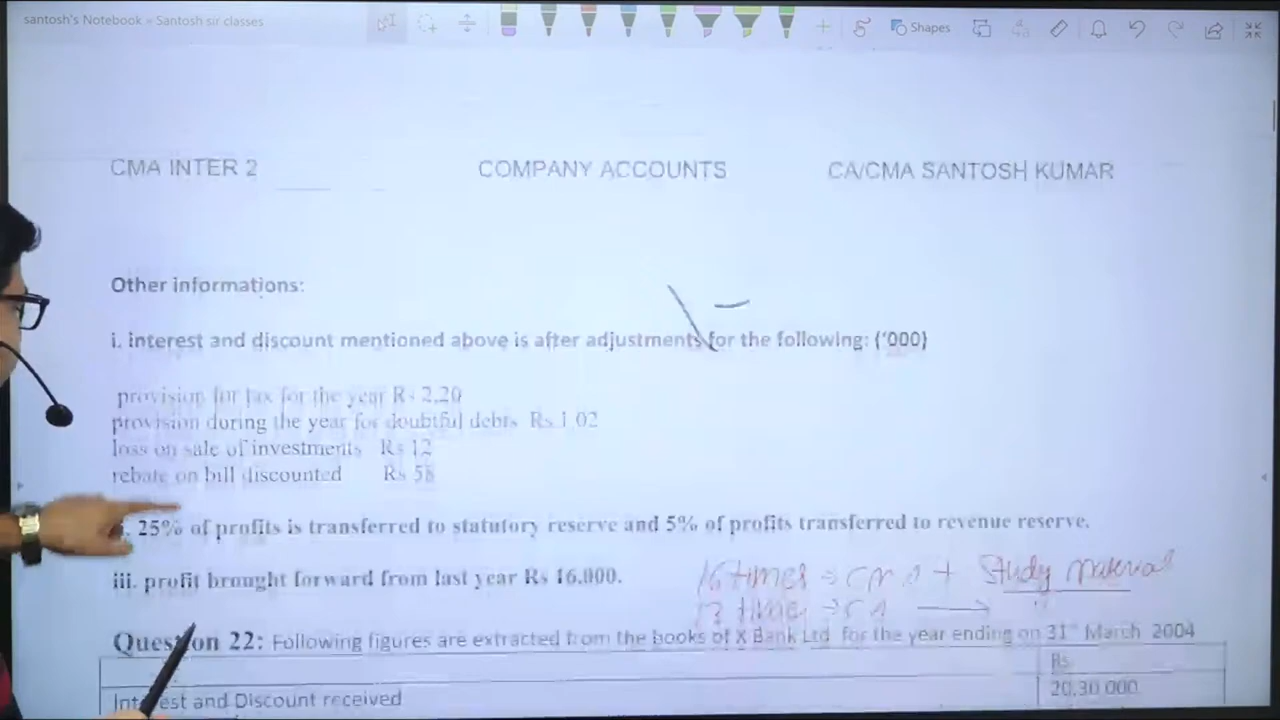 santosh's Notebook – Santosh sir classes
Shapes
CMA INTER 2 COMPANY ACCOUNTS CA/CMA SANTOSH KUMAR
Other informations:
i. interest and discount mentioned above is after adjustments for the following: ('000)
provision for tax for the year Rs 2,20
provision during the year for doubtful debts Rs 1,02
loss on sale of investments Rs 12
rebate on bill discounted Rs 58
. 25% of profits is transferred to statutory reserve and 5% of profits transferred to revenue reserve.
iii. profit brought forward from last year Rs 16,000.
16 times → CMA + Study Material
times → CA → "
Question 22: Following figures are extracted from the books of X Bank Ltd for the year ending on 31st March 2004
Rs
Interest and Discount received 20,30,000